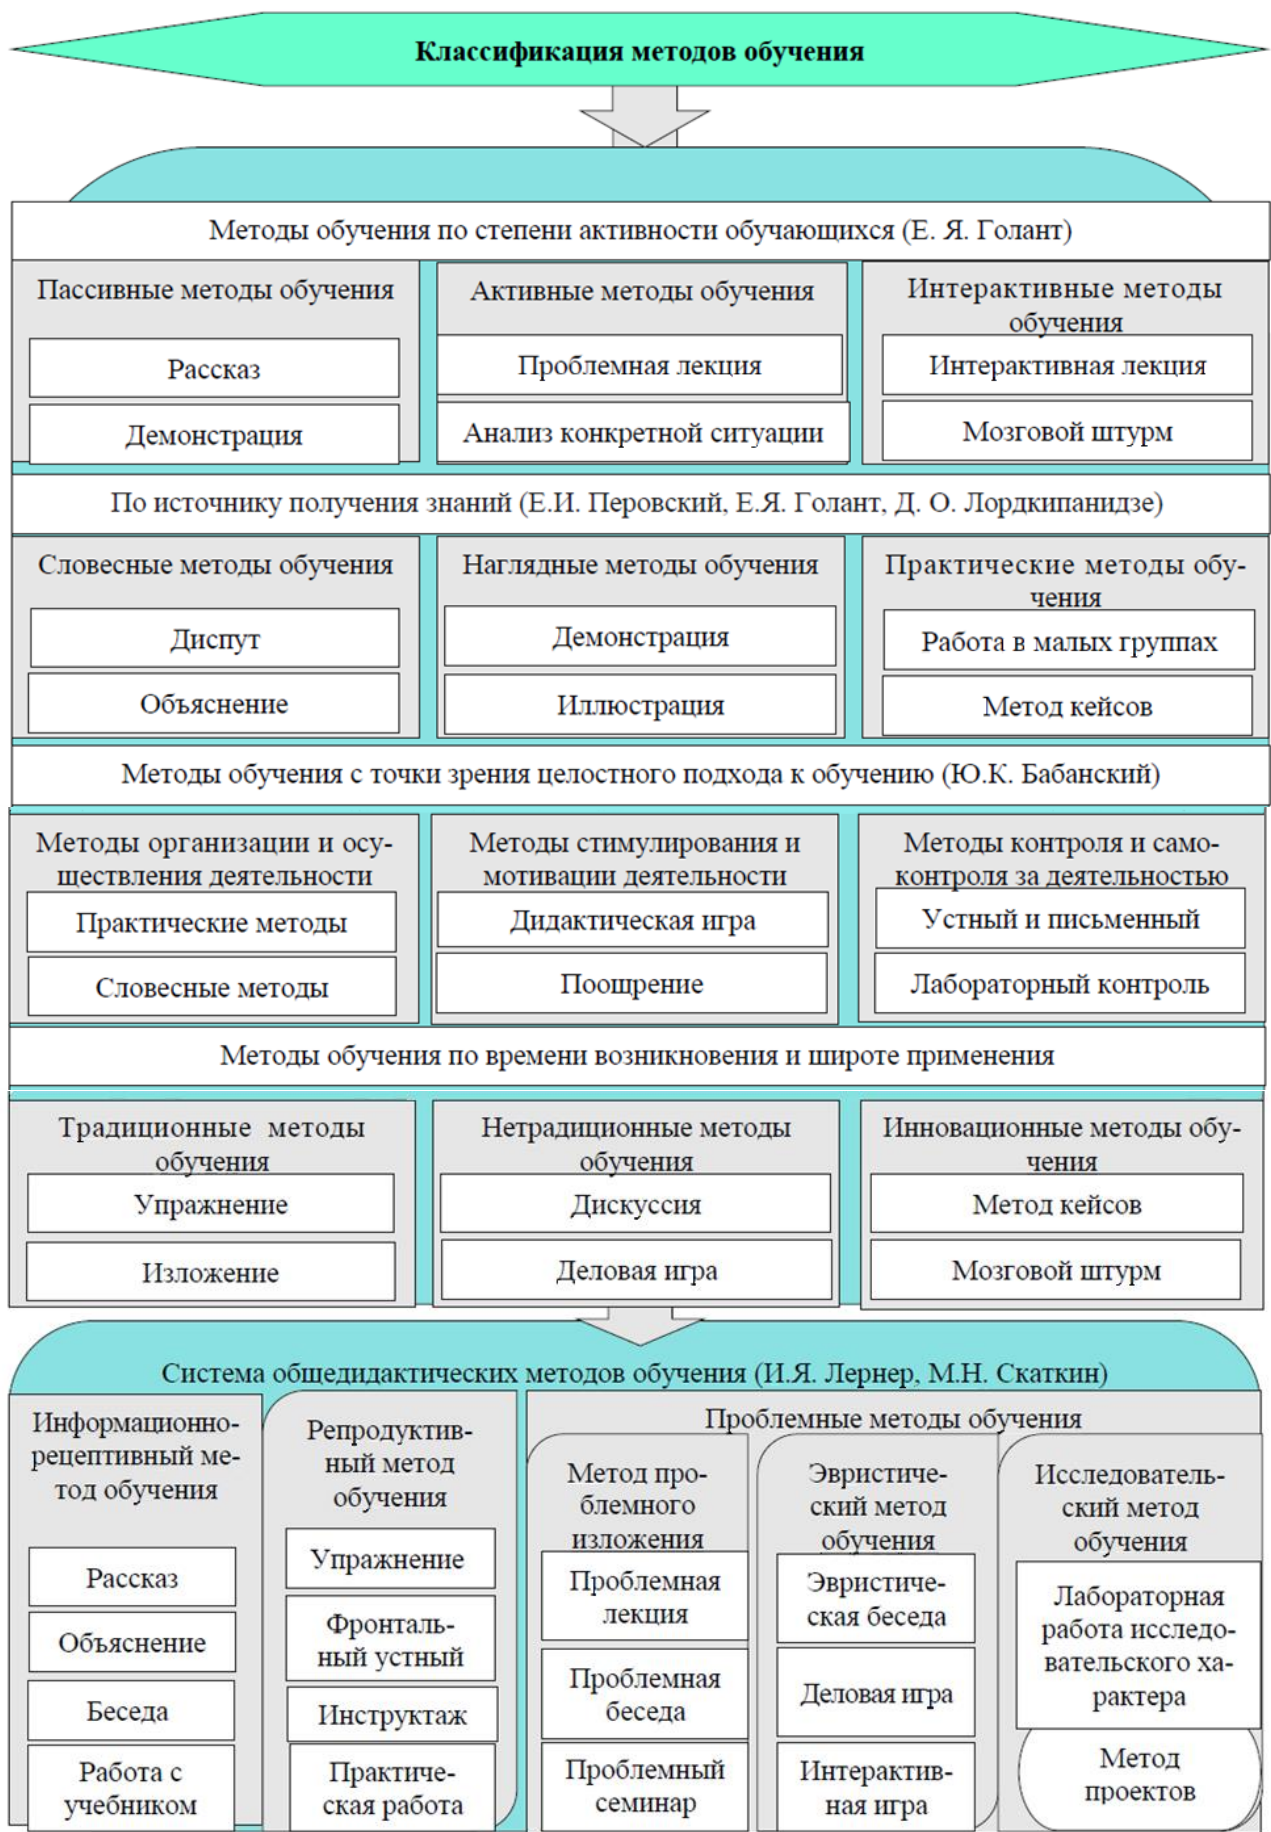 Классификация методов обучения
Методы обучения по степени активности обучающихся (Е. Я. Голант)
Пассивные методы обучения
Рассказ
Демонстрация
Активные методы обучения
Проблемная лекция
Анализ конкретной ситуации
Интерактивные методы
обучения
Интерактивная лекция
Мозговой штурм
По источнику получения знаний (Е.И. Перовский, Е.Я. Голант, Д. О. Лордкипанидзе)
Словесные методы обучения
Диспут
Объяснение
Наглядные методы обучения
Демонстрация
Иллюстрация
Практические методы обу-
чения
Работа в малых группах
Метод кейсов
Методы обучения с точки зрения целостного подхода к обучению (Ю.К. Бабанский)
Методы организации и осу-
ществления деятельности
Практические методы
Словесные методы
Методы стимулирования и
мотивации деятельности
Дидактическая игра
Поощрение
Методы контроля и само-
контроля за деятельностью
Устный и письменный
Лабораторный контроль
Методы обучения по времени возникновения и широте применения
Традиционные методы
обучения
Упражнение
Изложение
Нетрадиционные методы
обучения
Дискуссия
Деловая игра
Инновационные методы обу-
чения
Метод кейсов
Мозговой штурм
Система общедидактических методов обучения (И.Я. Лернер, М.Н. Скаткин)
Информационно-
рецептивный ме-
тод обучения
Рассказ
Объяснение
Беседа
Работа с
учебником
Репродуктив-
ный метод
обучения
Упражнение
Фронталь-
ный устный
Инструктаж
Практиче-
ская работа
Проблемные методы обучения
Метод про-
блемного
изложения
Проблемная
лекция
Проблемная
беседа
Проблемный
семинар
Эвристиче-
ский метод
обучения
Эвристиче-
ская беседа
Деловая игра
Интерактив-
ная игра
Исследователь-
ский метод
обучения
Лабораторная
работа исследо-
вательского ха-
рактера
Метод
проектов